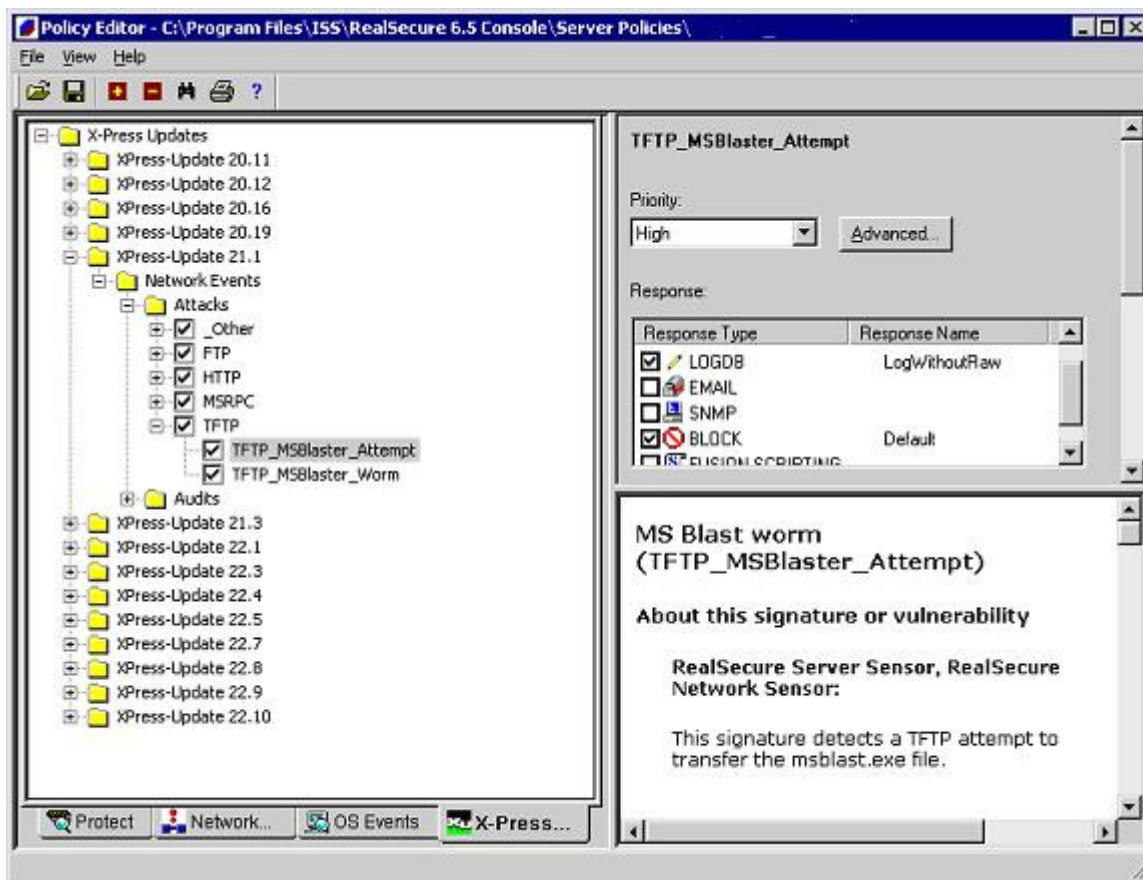 Policy Editor - C:\Program Files\ISS\RealSecure 6.5 Console\Server Policies\
File View Help
X-Press Updates
XPress-Update 20.11
XPress-Update 20.12
XPress-Update 20.16
XPress-Update 20.19
XPress-Update 21.1
Network Events
Attacks
_Other
FTP
HTTP
MSRPC
TFTP
TFTP_MSBlaster_Attempt
TFTP_MSBlaster_Worm
Audits
XPress-Update 21.3
XPress-Update 22.1
XPress-Update 22.3
XPress-Update 22.4
XPress-Update 22.5
XPress-Update 22.7
XPress-Update 22.8
XPress-Update 22.9
XPress-Update 22.10
Protect Network... OS Events X-Press...
TFTP_MSBlaster_Attempt
Priority:
High Advanced...
Response:
Response Type Response Name
LOGDB LogWithoutRaw
EMAIL
SNMP
BLOCK Default
FUSION SCRIPTING
MS Blast worm
(TFTP_MSBlaster_Attempt)
About this signature or vulnerability
RealSecure Server Sensor, RealSecure
Network Sensor:
This signature detects a TFTP attempt to
transfer the msblast.exe file.